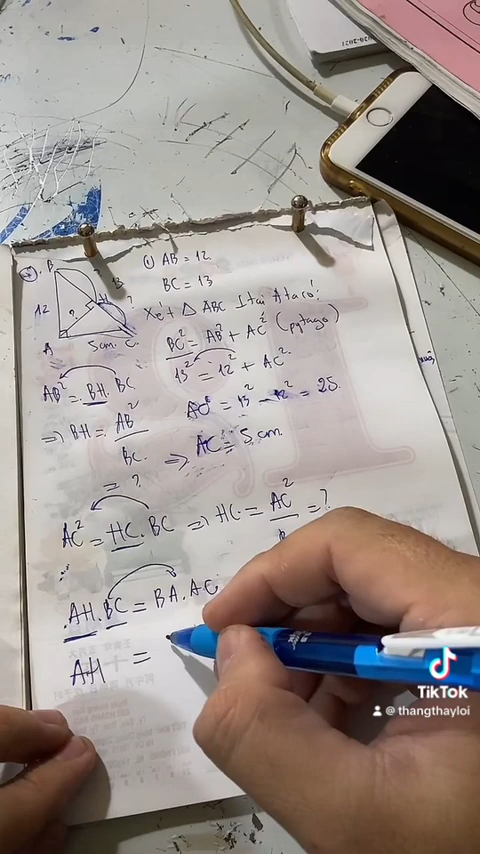 ① AB = 12
BC = 13
Xét △ ABC ⊥ tại A ta có:
BC² = AB² + AC² (pytago)
13² = 12² + AC²
AC² = 13² - 12² = 25
⇒ AC = 5 cm.
B
12
?
H
A
5cm. C
AB² = BH. BC
⇒ BH = AB²
BC
= ?
AC² = HC. BC ⇒ HC = AC² = ?
AH. BC = BA. AC
AH =
2020-2021
TikTok
@thangthayloi